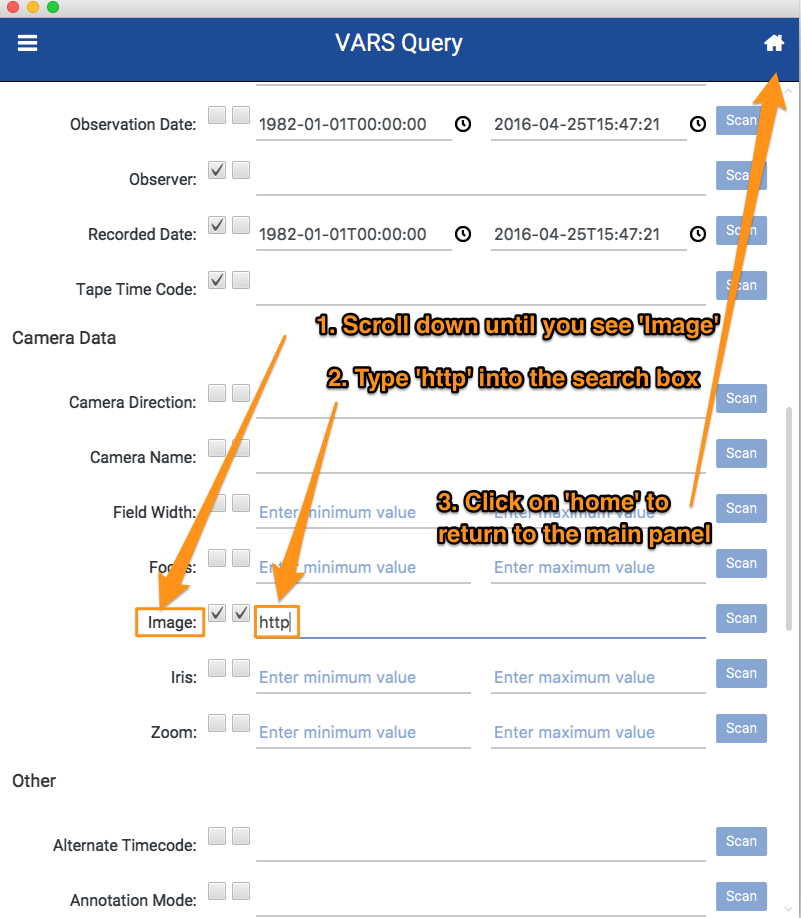 VARS Query
Observation Date: 1982-01-01T00:00:00 2016-04-25T15:47:21 Scan
Observer: Scan
Recorded Date: 1982-01-01T00:00:00 2016-04-25T15:47:21 Scan
Tape Time Code: Scan
1. Scroll down until you see 'Image'
Camera Data
2. Type 'http' into the search box
Camera Direction: Scan
Camera Name: Scan
3. Click on 'home' to
return to the main panel
Field Width: Enter minimum value Enter maximum value Scan
Focus: Enter minimum value Enter maximum value Scan
Image: http Scan
Iris: Enter minimum value Enter maximum value Scan
Zoom: Enter minimum value Enter maximum value Scan
Other
Alternate Timecode: Scan
Annotation Mode: Scan